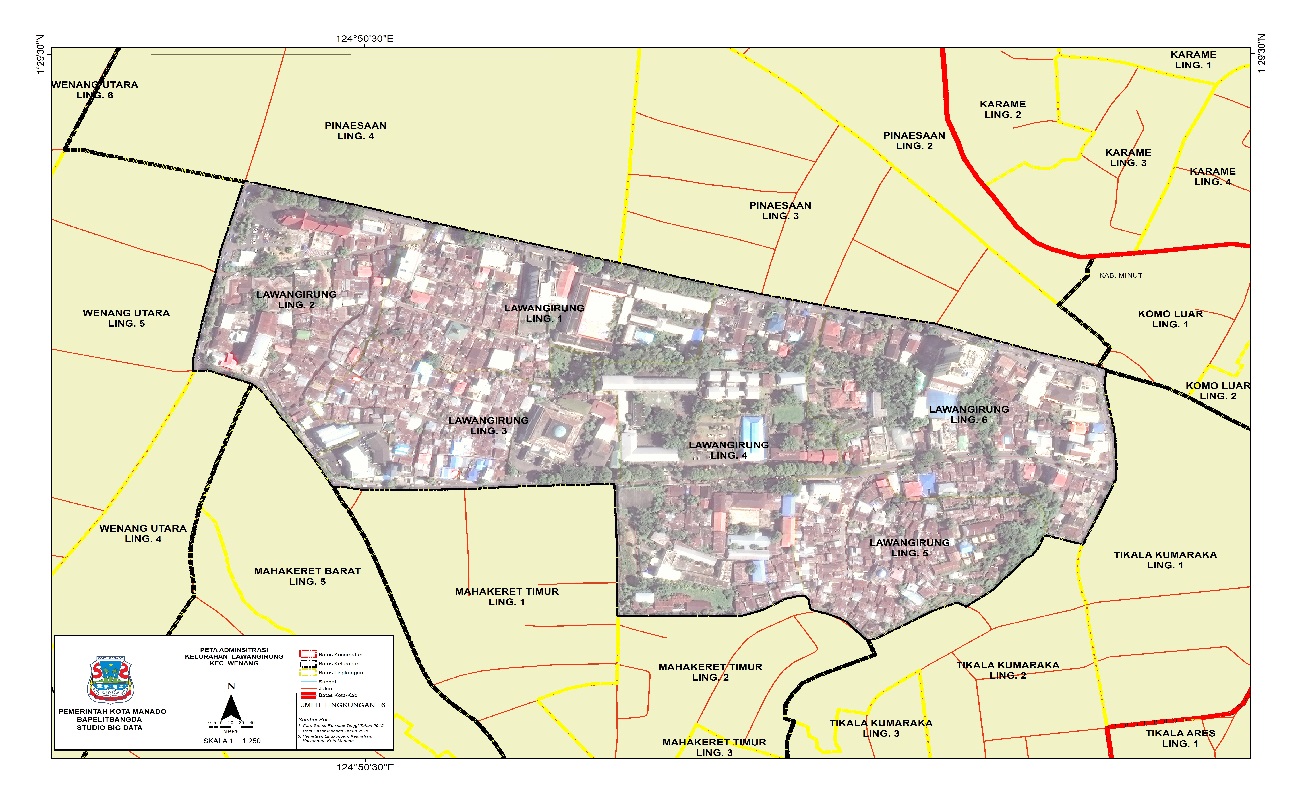 124°50'30"E
1°29'30"N
1°29'30"N
WENANG UTARA
LING. 6
PINAESAAN
LING. 4
PINAESAAN
LING. 2
KARAME
LING. 1
KARAME
LING. 2
KARAME
LING. 3
KARAME
LING. 4
PINAESAAN
LING. 3
KAB. MINUT
WENANG UTARA
LING. 5
LAWANGIRUNG
LING. 2
LAWANGIRUNG
LING. 1
KOMO LUAR
LING. 1
KOMO LUAR
LING. 2
LAWANGIRUNG
LING. 3
LAWANGIRUNG
LING. 4
LAWANGIRUNG
LING. 6
WENANG UTARA
LING. 4
LAWANGIRUNG
LING. 5
TIKALA KUMARAKA
LING. 1
MAHAKERET BARAT
LING. 5
MAHAKERET TIMUR
LING. 1
MAHAKERET TIMUR
LING. 2
TIKALA KUMARAKA
LING. 2
TIKALA KUMARAKA
LING. 3
TIKALA ARES
LING. 1
MAHAKERET TIMUR
LING. 3
PEMERINTAH KOTA MANADO
BAPELITBANGDA
STUDIO BIG DATA
PETA ADMINSITRASI
KELURAHAN LAWANGIRUNG
KEC. WENANG
N
SKALA 1 : 1.250
124°50'30"E